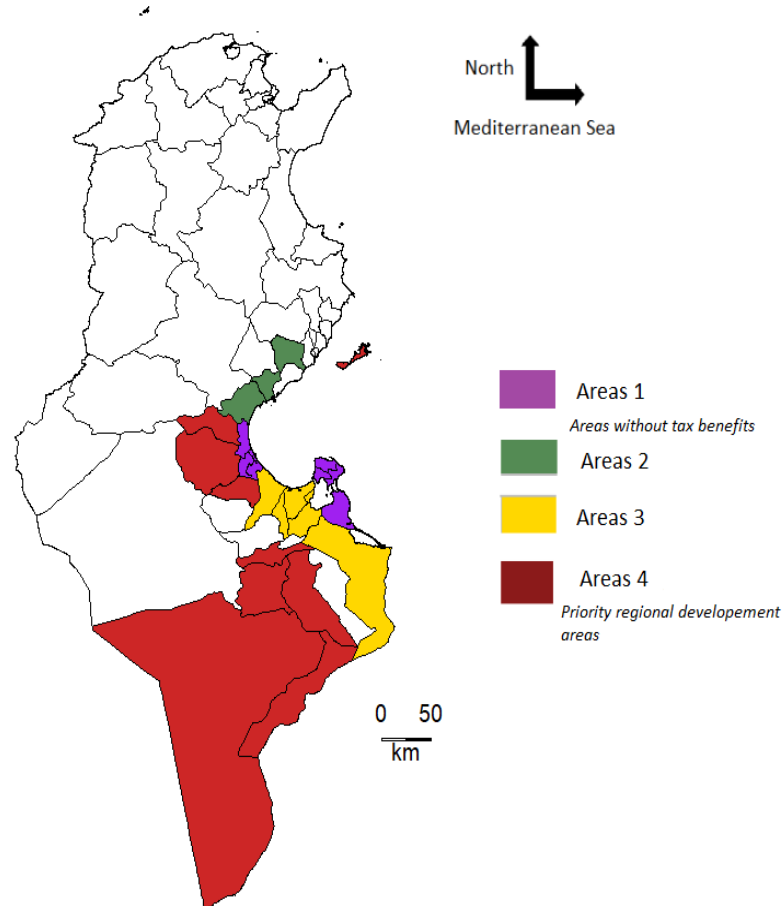 North
Mediterranean Sea
Areas 1
Areas without tax benefits
Areas 2
Areas 3
Areas 4
Priority regional developement
areas
0 50
km